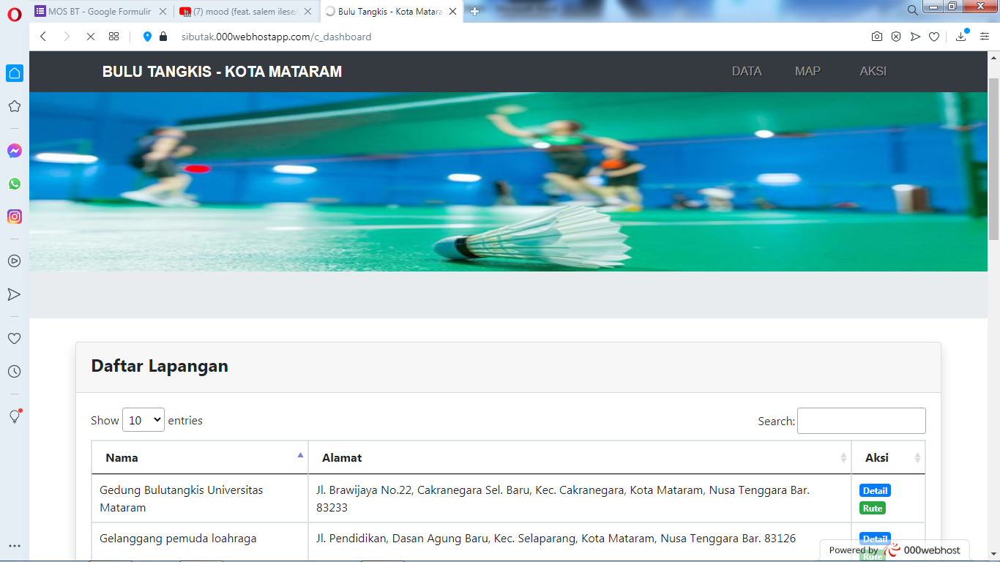 MOS BT - Google Formulir
(7) mood (feat. salem ilese/
Bulu Tangkis - Kota Matara
sibutak.000webhostapp.com/c_dashboard
BULU TANGKIS - KOTA MATARAM
DATA MAP AKSI
Daftar Lapangan
Show 10 entries
Search:
Nama Alamat Aksi
Gedung Bulutangkis Universitas
Mataram
Jl. Brawijaya No.22, Cakranegara Sel. Baru, Kec. Cakranegara, Kota Mataram, Nusa Tenggara Bar.
83233
Detail
Rute
Gelanggang pemuda loahraga
Jl. Pendidikan, Dasan Agung Baru, Kec. Selaparang, Kota Mataram, Nusa Tenggara Bar. 83126
Detail
Rute
Powered by 000webhost